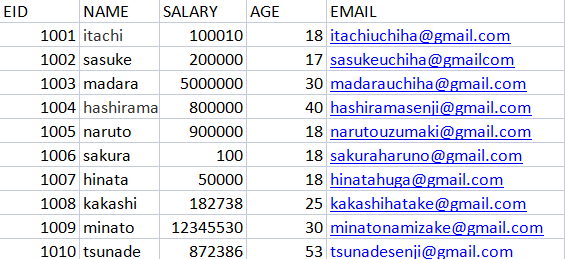 EID NAME SALARY AGE EMAIL
1001 itachi 100010 18 itachiuchiha@gmail.com
1002 sasuke 200000 17 sasukeuchiha@gmailcom
1003 madara 5000000 30 madarauchiha@gmail.com
1004 hashirama 800000 40 hashiramasenji@gmail.com
1005 naruto 900000 18 narutouzumaki@gmail.com
1006 sakura 100 18 sakuraharuno@gmail.com
1007 hinata 50000 18 hinatahuga@gmail.com
1008 kakashi 182738 25 kakashihatake@gmail.com
1009 minato 12345530 30 minatonamizake@gmail.com
1010 tsunade 872386 53 tsunadesenji@gmail.com